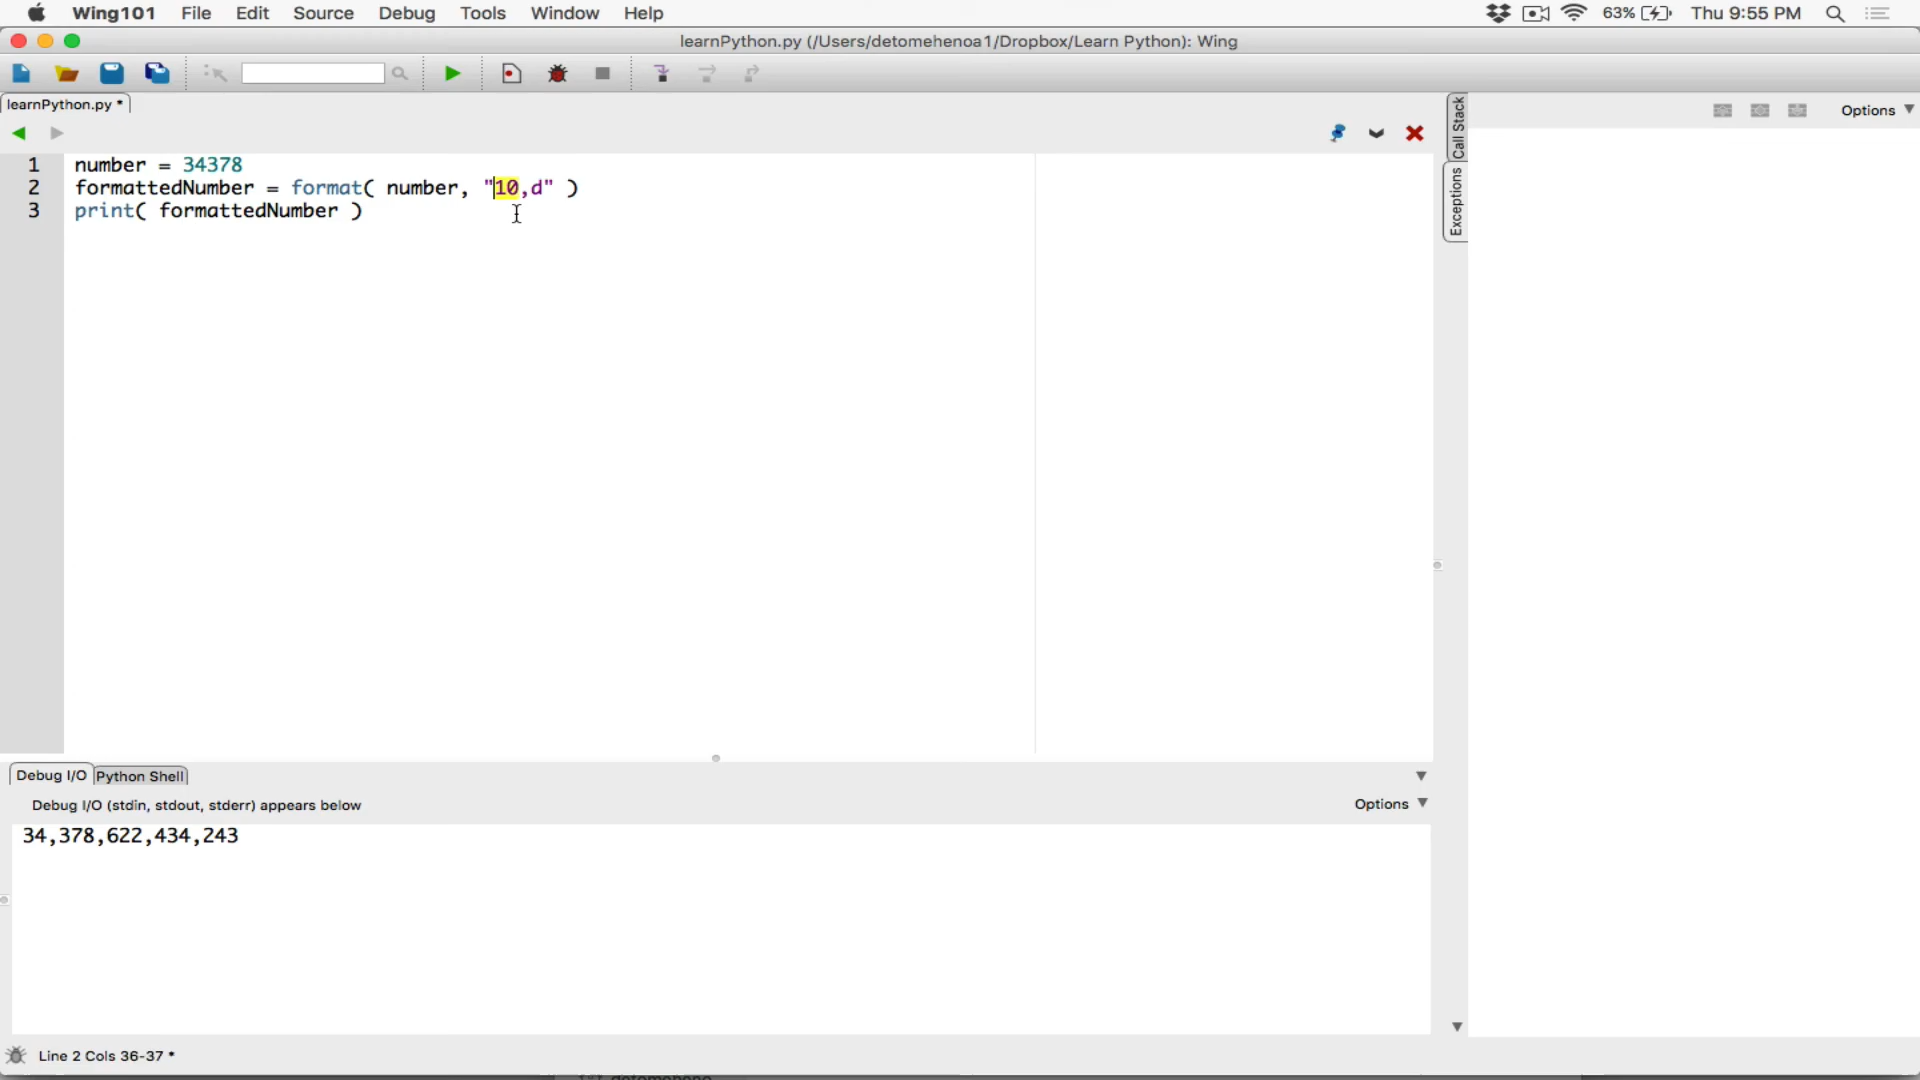 Wing101 File Edit Source Debug Tools Window Help 63% Thu 9:55 PM
learnPython.py (/Users/detomehenoa1/Dropbox/Learn Python): Wing
learnPython.py *
Options
Call Stack
Exceptions
1 number = 34378
2 formattedNumber = format( number, "10,d" )
3 print( formattedNumber )
Debug I/O Python Shell
Debug I/O (stdin, stdout, stderr) appears below Options
34,378,622,434,243
Line 2 Cols 36-37 *